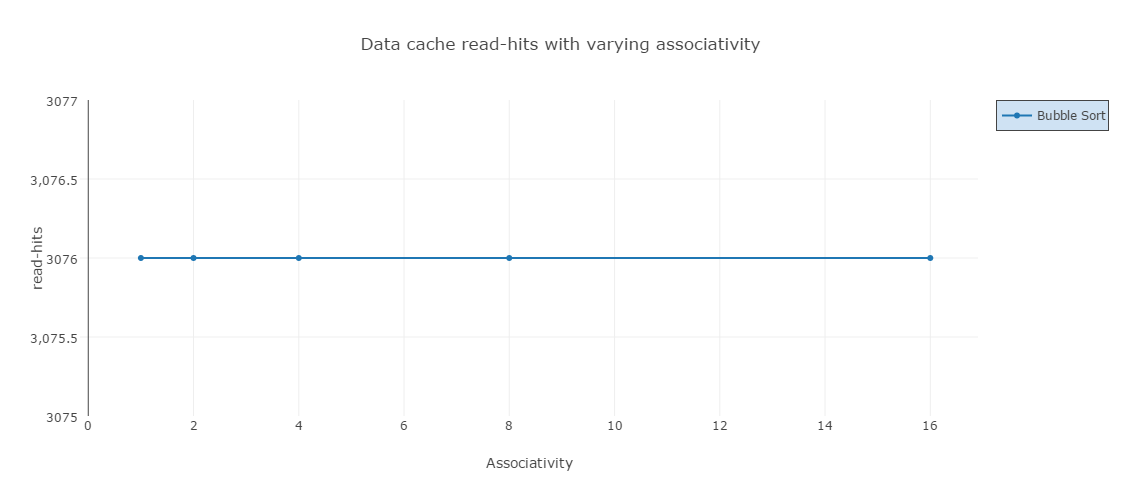 Data cache read-hits with varying associativity
3077
3,076.5
3076
3,075.5
3075
read-hits
0 2 4 6 8 10 12 14 16
Associativity
Bubble Sort